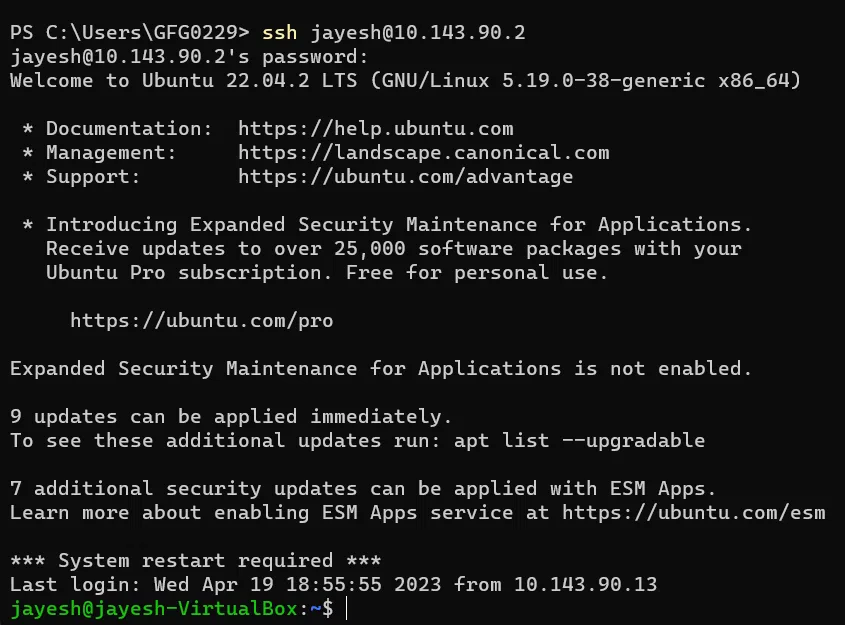 PS C:\Users\GFG0229> ssh jayesh@10.143.90.2
jayesh@10.143.90.2's password:
Welcome to Ubuntu 22.04.2 LTS (GNU/Linux 5.19.0-38-generic x86_64)
* Documentation:  https://help.ubuntu.com
* Management:     https://landscape.canonical.com
* Support:        https://ubuntu.com/advantage
* Introducing Expanded Security Maintenance for Applications.
Receive updates to over 25,000 software packages with your
Ubuntu Pro subscription. Free for personal use.
https://ubuntu.com/pro
Expanded Security Maintenance for Applications is not enabled.
9 updates can be applied immediately.
To see these additional updates run: apt list --upgradable
7 additional security updates can be applied with ESM Apps.
Learn more about enabling ESM Apps service at https://ubuntu.com/esm
*** System restart required ***
Last login: Wed Apr 19 18:55:55 2023 from 10.143.90.13
jayesh@jayesh-VirtualBox:~$